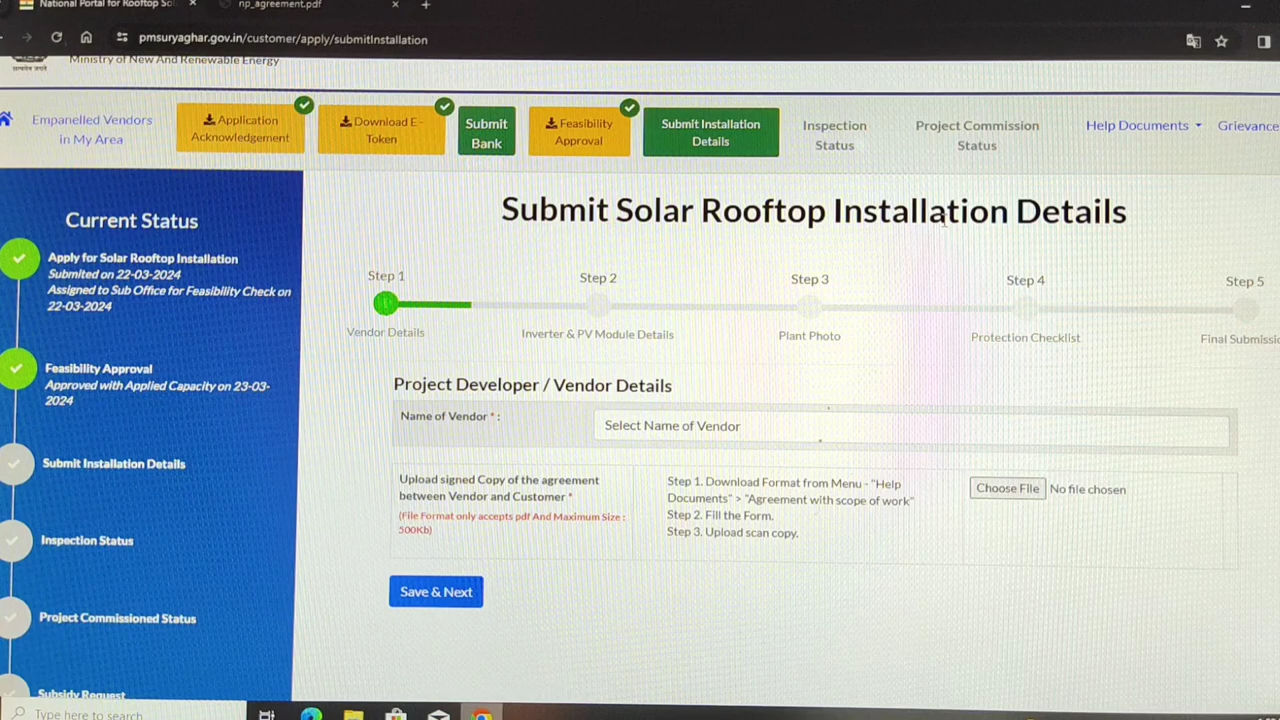 National Portal for Rooftop Sol
np_agreement.pdf
pmsuryaghar.gov.in/customer/apply/submitInstallation
सत्यमेव जयते
Ministry of New And Renewable Energy
Empanelled Vendors
in My Area
Application
Acknowledgement
Download E -
Token
Submit
Bank
Feasibility
Approval
Submit Installation
Details
Inspection
Status
Project Commission
Status
Help Documents
Grievance
Current Status
Apply for Solar Rooftop Installation
Submited on 22-03-2024
Assigned to Sub Office for Feasibility Check on
22-03-2024
Feasibility Approval
Approved with Applied Capacity on 23-03-
2024
Submit Installation Details
Inspection Status
Project Commissioned Status
Subsidy Request
Submit Solar Rooftop Installation Details
Step 1
Step 2
Step 3
Step 4
Step 5
Vendor Details
Inverter & PV Module Details
Plant Photo
Protection Checklist
Final Submissio
Project Developer / Vendor Details
Name of Vendor * :
Select Name of Vendor
Upload signed Copy of the agreement
between Vendor and Customer *
(File Format only accepts pdf And Maximum Size :
500Kb)
Step 1. Download Format from Menu - "Help
Documents" > "Agreement with scope of work"
Step 2. Fill the Form.
Step 3. Upload scan copy.
Choose File No file chosen
Save & Next
Type here to search